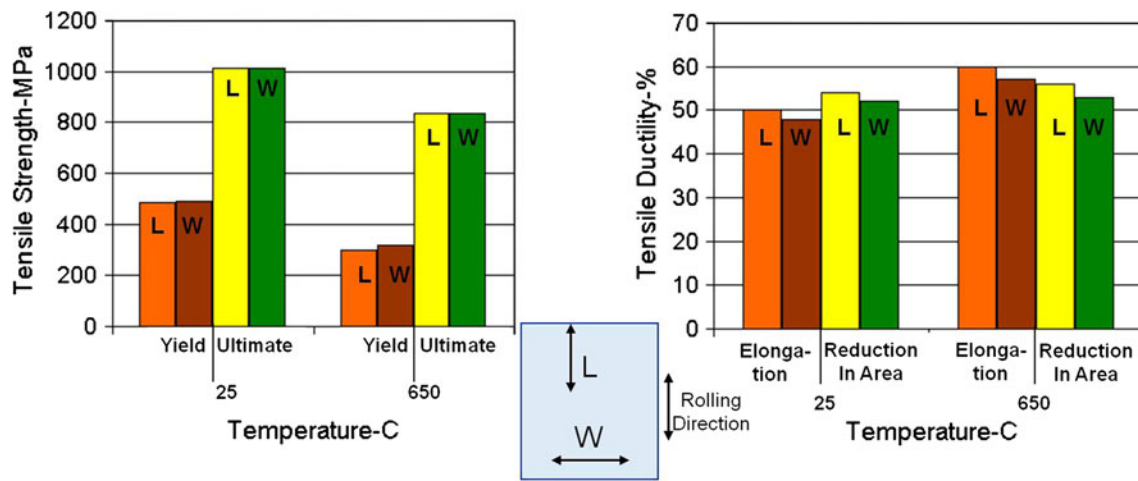 1200
1000
800
600
400
200
0
Tensile Strength-MPa
L W L W L W L W
Yield Ultimate Yield Ultimate
25 650
Temperature-C
L
W
Rolling
Direction
70
60
50
40
30
20
10
0
Tensile Ductility-%
L W L W L W L W
Elonga-
tion
Reduction
In Area
Elonga-
tion
Reduction
In Area
25 650
Temperature-C